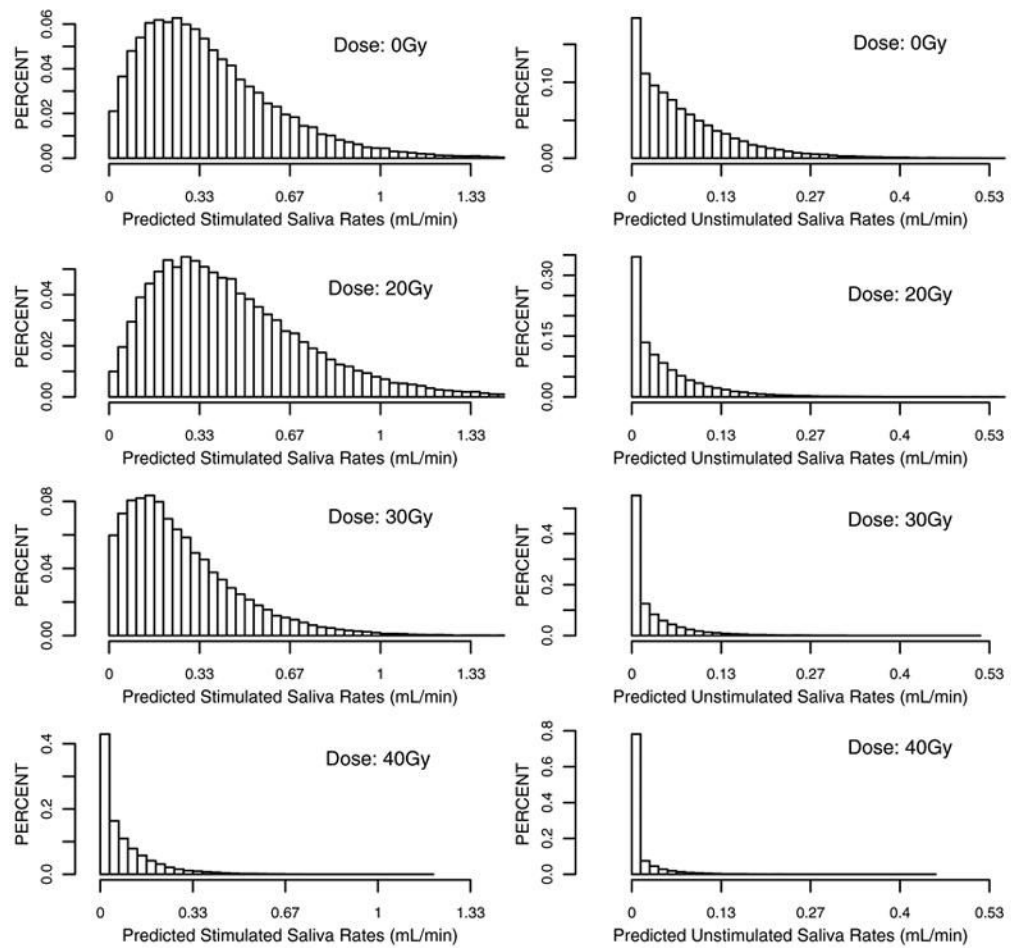 PERCENT
0.00 0.02 0.04 0.06
Dose: 0Gy
0 0.33 0.67 1 1.33
Predicted Stimulated Saliva Rates (mL/min)
PERCENT
0.00 0.10
Dose: 0Gy
0 0.13 0.27 0.4 0.53
Predicted Unstimulated Saliva Rates (mL/min)
PERCENT
0.00 0.02 0.04
Dose: 20Gy
0 0.33 0.67 1 1.33
Predicted Stimulated Saliva Rates (mL/min)
PERCENT
0.00 0.15 0.30
Dose: 20Gy
0 0.13 0.27 0.4 0.53
Predicted Unstimulated Saliva Rates (mL/min)
PERCENT
0.00 0.04 0.08
Dose: 30Gy
0 0.33 0.67 1 1.33
Predicted Stimulated Saliva Rates (mL/min)
PERCENT
0.0 0.2 0.4
Dose: 30Gy
0 0.13 0.27 0.4 0.53
Predicted Unstimulated Saliva Rates (mL/min)
PERCENT
0.0 0.2 0.4
Dose: 40Gy
0 0.33 0.67 1 1.33
Predicted Stimulated Saliva Rates (mL/min)
PERCENT
0.0 0.2 0.4 0.6 0.8
Dose: 40Gy
0 0.13 0.27 0.4 0.53
Predicted Unstimulated Saliva Rates (mL/min)